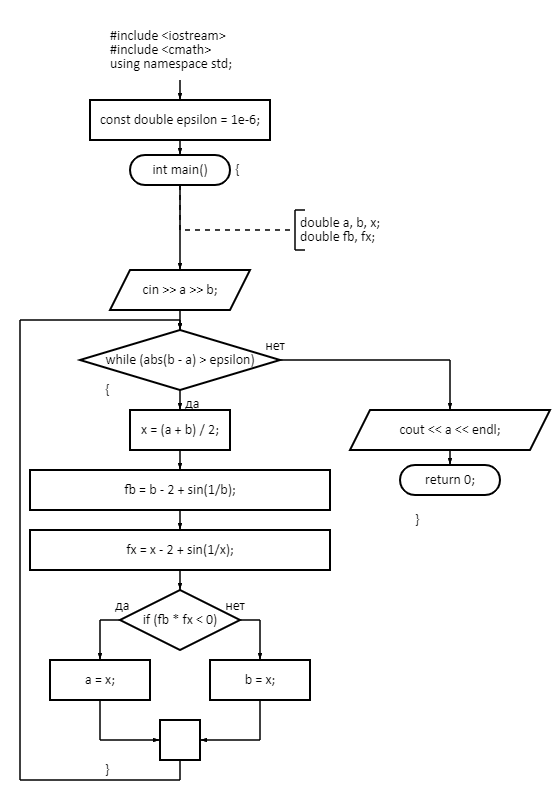 #include <iostream>
#include <cmath>
using namespace std;
const double epsilon = 1e-6;
int main()
{
double a, b, x;
double fb, fx;
cin >> a >> b;
while (abs(b - a) > epsilon)
нет
{
да
x = (a + b) / 2;
cout << a << endl;
fb = b - 2 + sin(1/b);
return 0;
}
fx = x - 2 + sin(1/x);
да
нет
if (fb * fx < 0)
a = x;
b = x;
}